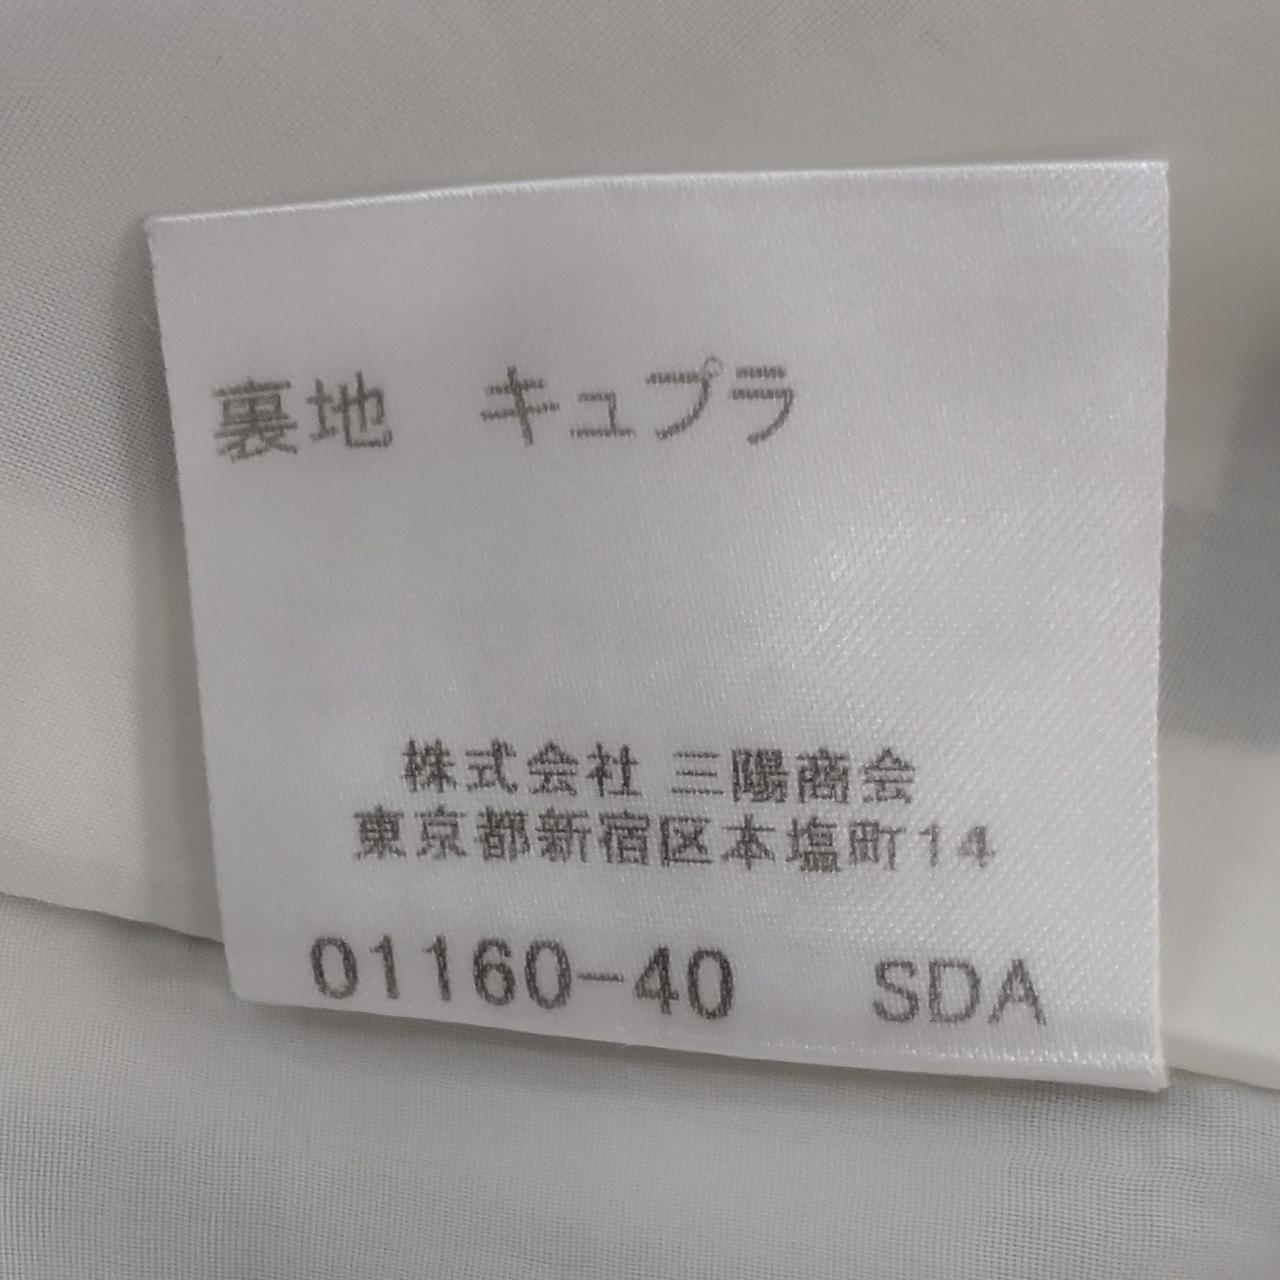 裏地　キュプラ
株式会社 三陽商会
東京都新宿区本塩町14
01160-40　SDA